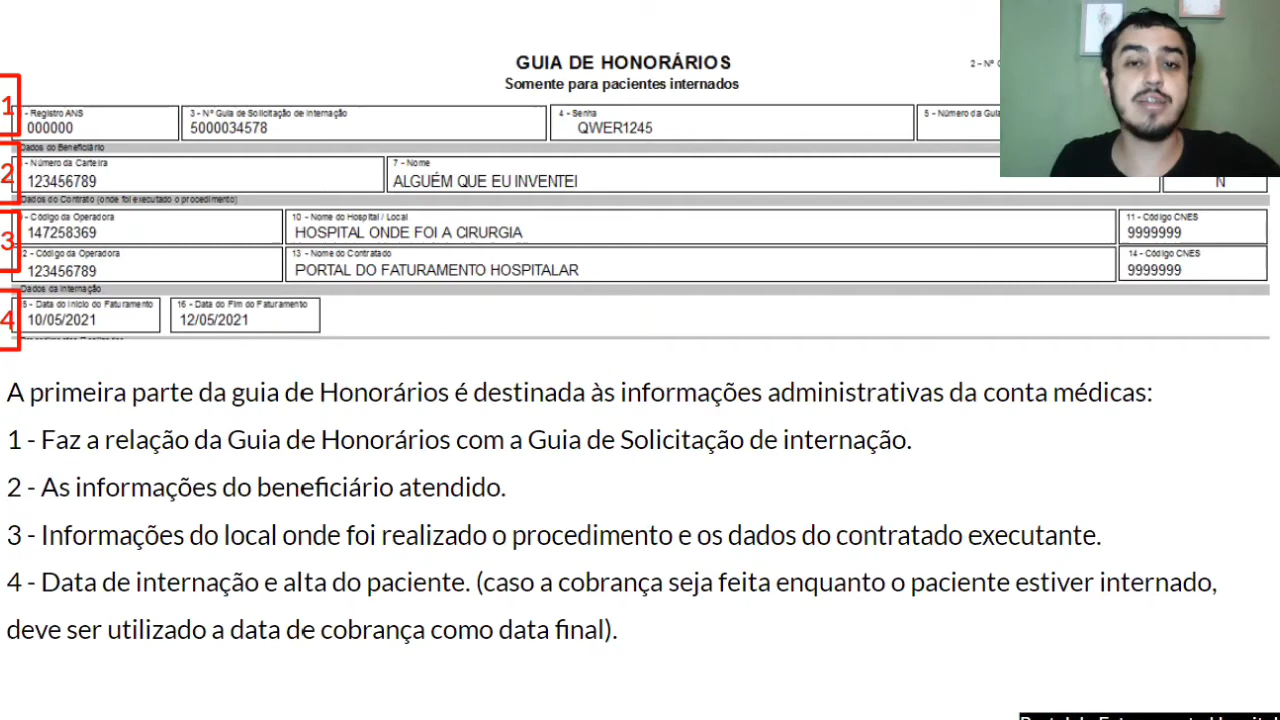 GUIA DE HONORÁRIOS
Somente para pacientes internados
2 - Nº
1
- Registro ANS
3 - Nº Guia de Solicitação de Internação
4 - Senha
5 - Número da Guia
000000
5000034578
QWER1245
Dados do Beneficiário
2
- Número da Carteira
7 - Nome
123456789
ALGUÉM QUE EU INVENTEI
N
Dados do Contrato (onde foi executado o procedimento)
3
- Código da Operadora
10 - Nome do Hospital / Local
11 - Código CNES
147258369
HOSPITAL ONDE FOI A CIRURGIA
9999999
2 - Código da Operadora
13 - Nome do Contratado
14 - Código CNES
123456789
PORTAL DO FATURAMENTO HOSPITALAR
9999999
Dados da Internação
4
15 - Data do Início do Faturamento
16 - Data do Fim do Faturamento
10/05/2021
12/05/2021
A primeira parte da guia de Honorários é destinada às informações administrativas da conta médicas:
1 - Faz a relação da Guia de Honorários com a Guia de Solicitação de internação.
2 - As informações do beneficiário atendido.
3 - Informações do local onde foi realizado o procedimento e os dados do contratado executante.
4 - Data de internação e alta do paciente. (caso a cobrança seja feita enquanto o paciente estiver internado,
deve ser utilizado a data de cobrança como data final).